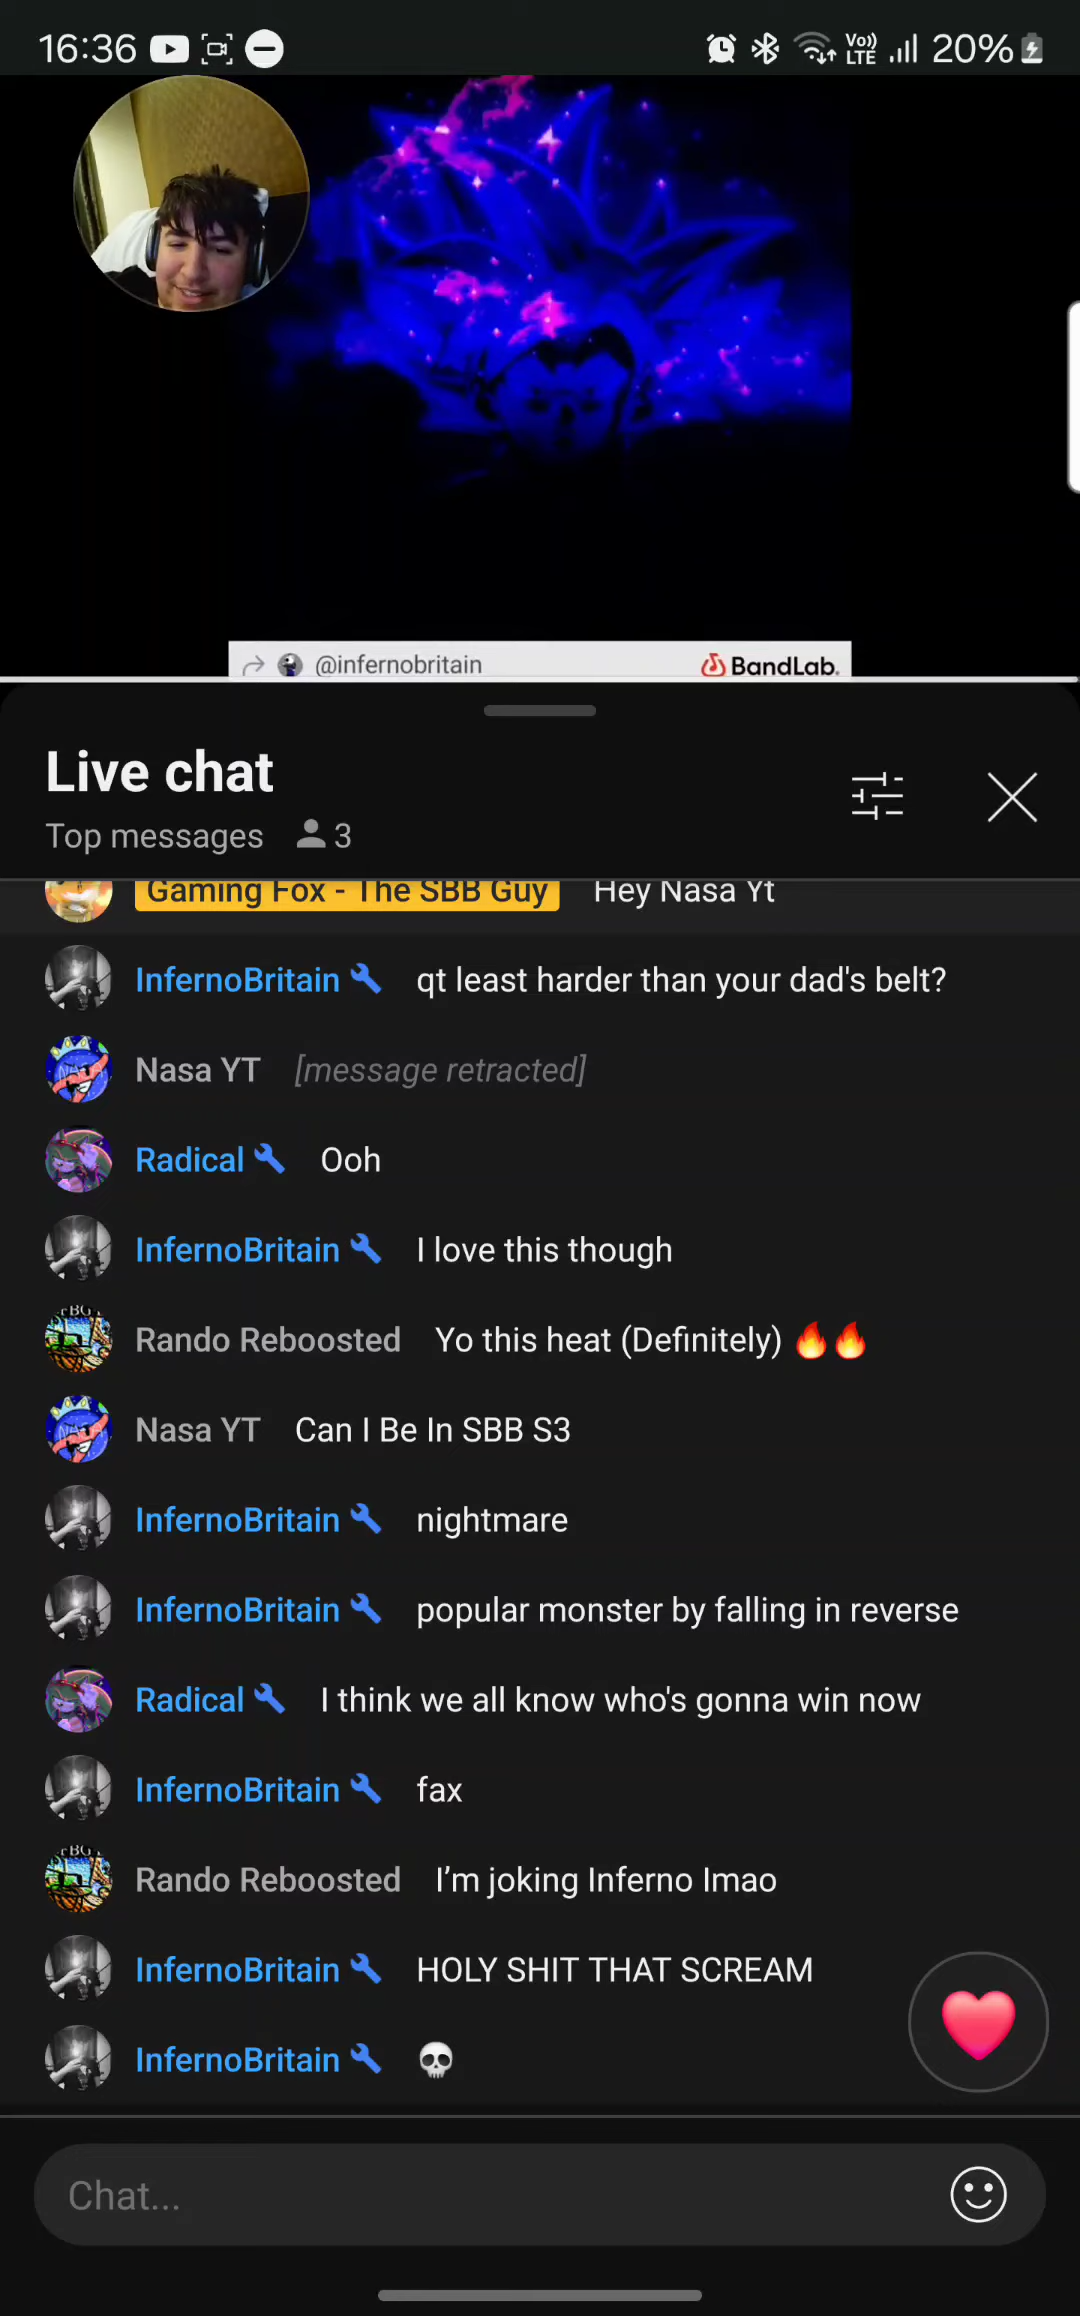 16:36 Vo)) LTE 20%
@infernobritain BandLab.
Live chat
Top messages 3
Gaming Fox - The SBB Guy Hey Nasa Yt
InfernoBritain qt least harder than your dad's belt?
Nasa YT [message retracted]
Radical Ooh
InfernoBritain I love this though
Rando Reboosted Yo this heat (Definitely) 🔥🔥
Nasa YT Can I Be In SBB S3
InfernoBritain nightmare
InfernoBritain popular monster by falling in reverse
Radical I think we all know who's gonna win now
InfernoBritain fax
Rando Reboosted I’m joking Inferno lmao
InfernoBritain HOLY SHIT THAT SCREAM
InfernoBritain 💀
Chat...